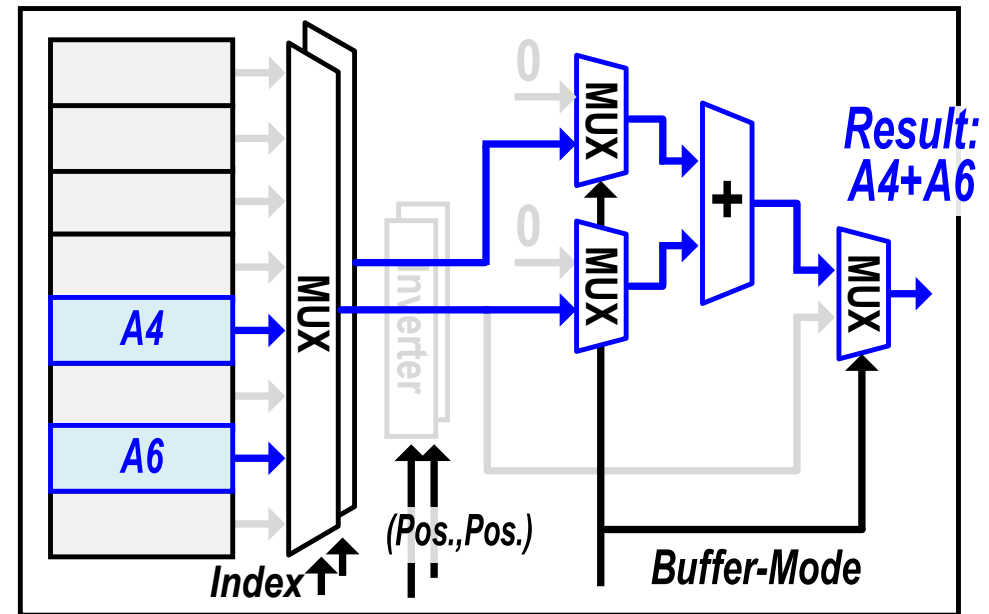 0
MUX
Result:
A4+A6
+
0
Inverter
MUX
MUX
MUX
A4
A6
(Pos.,Pos.)
Index
Buffer-Mode